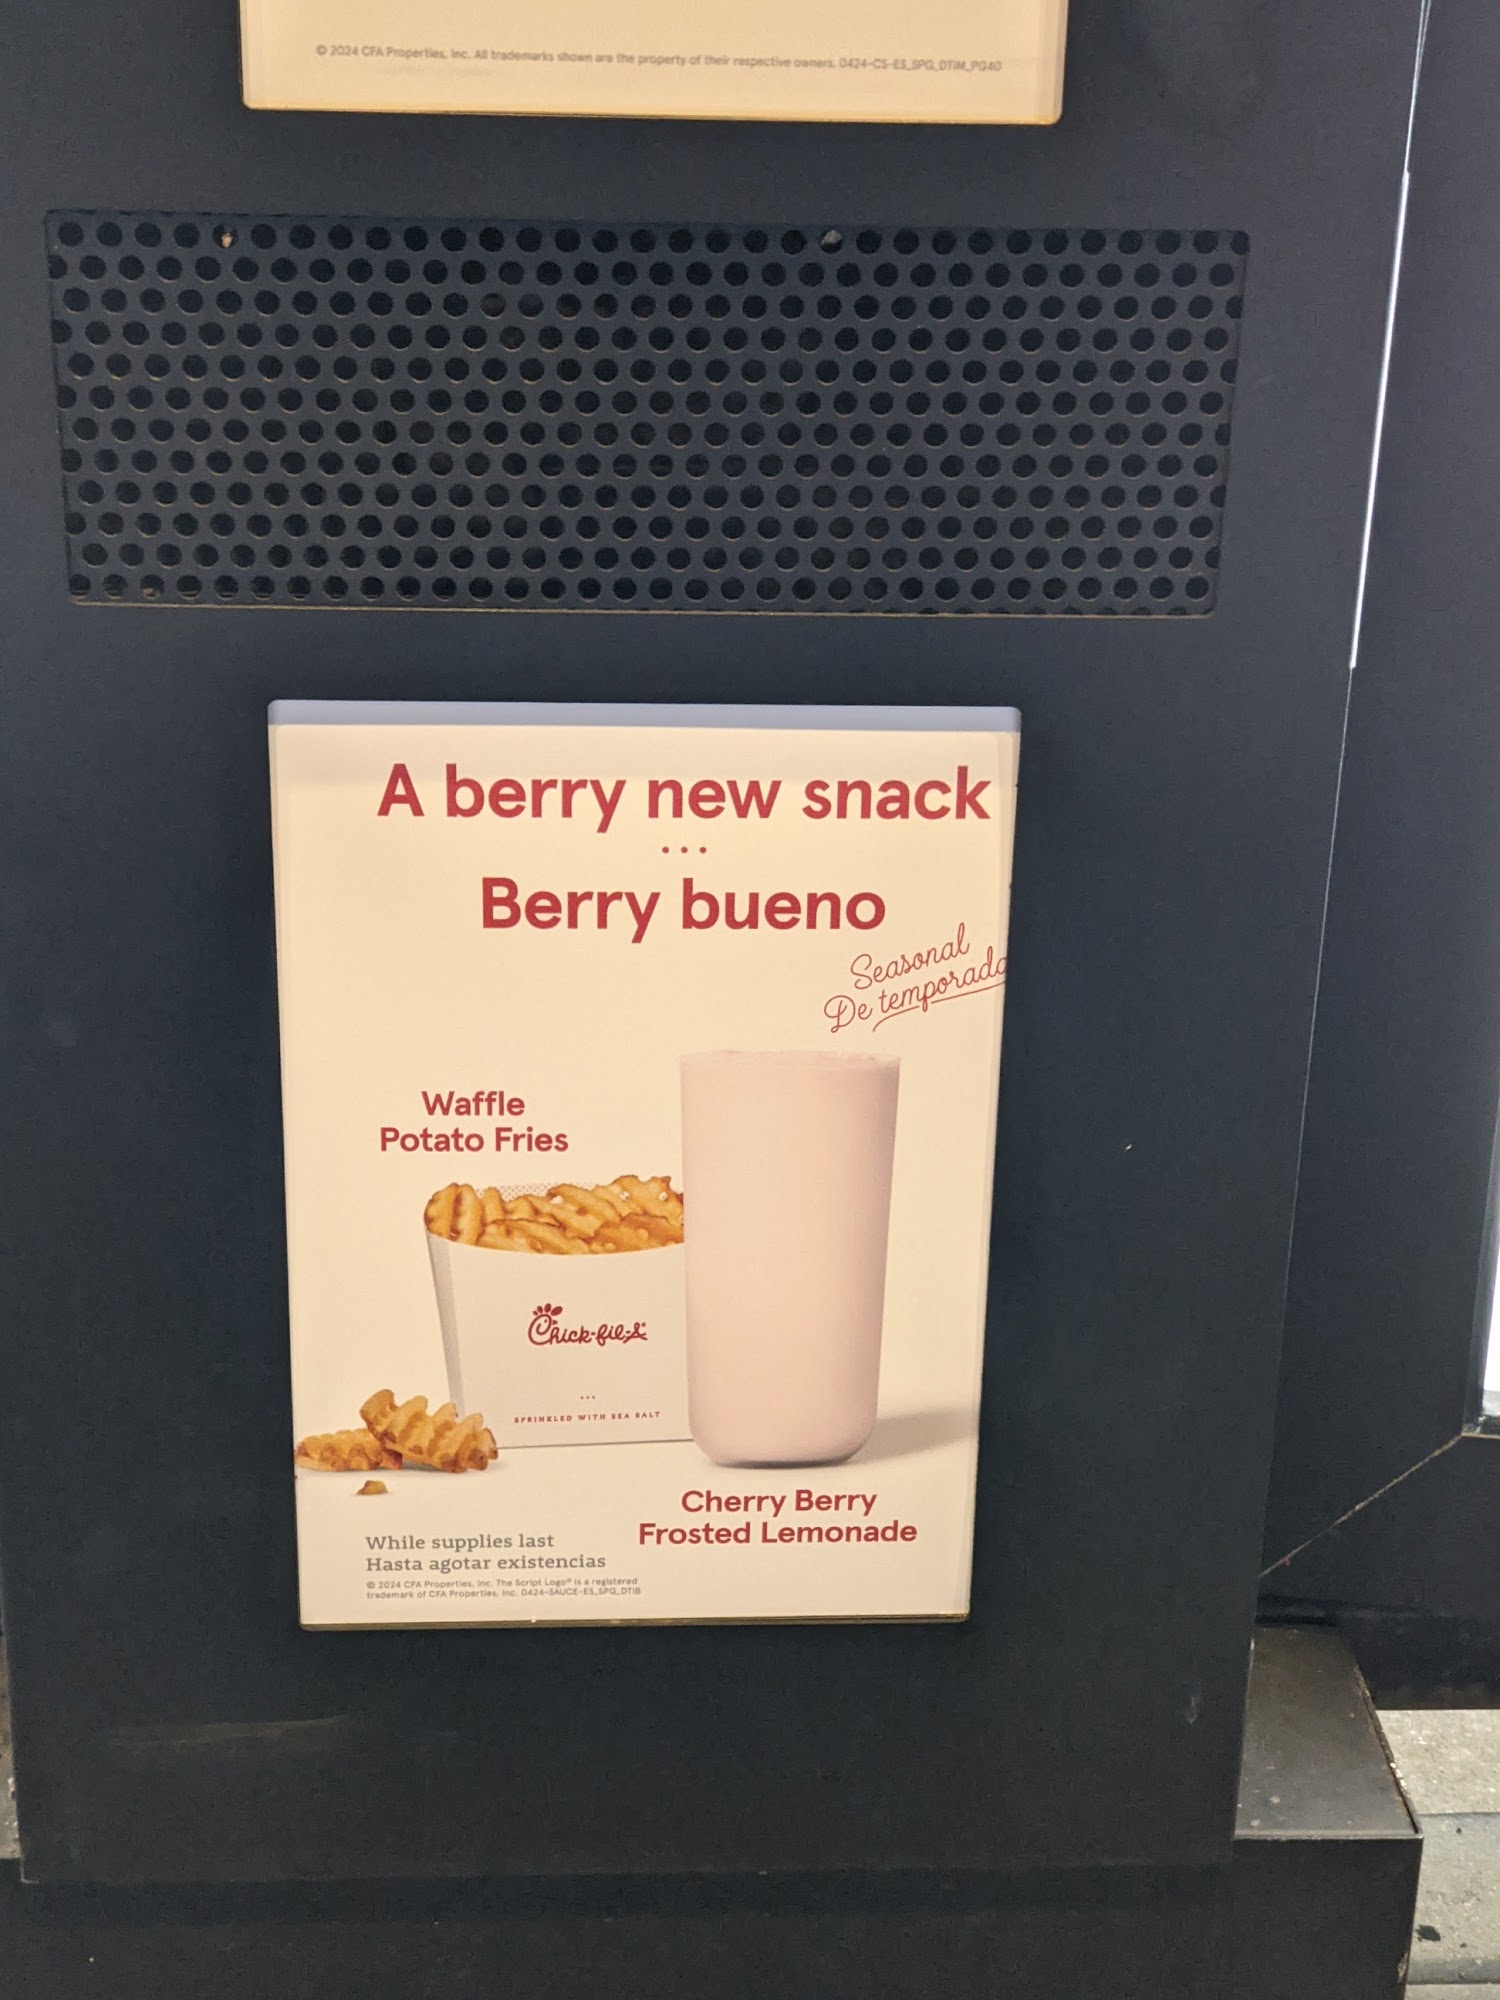 © 2024 CFA Properties, Inc. All trademarks shown are the property of their respective owners. 0424-CS-ES_SPG_DTIM_PG40
A berry new snack
Berry bueno
Seasonal
De temporada
Waffle
Potato Fries
Chick-fil-A®
SPRINKLED WITH SEA SALT
Cherry Berry
Frosted Lemonade
While supplies last
Hasta agotar existencias
© 2024 CFA Properties, Inc. The Script Logo® is a registered
trademark of CFA Properties, Inc. 0424-SAUCE-ES_SPG_DTIB